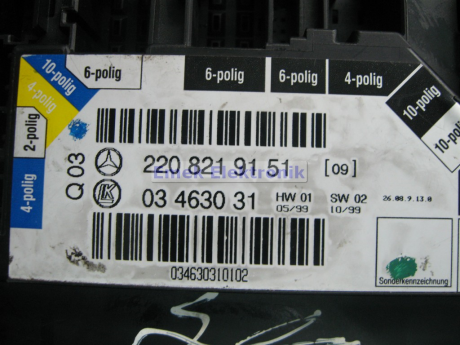 10-polig
6-polig
6-polig
6-polig
4-polig
10-polig
10-polig
4-polig
2-polig
4-polig
Q 03
220 821 91 51 [09]
Emek Elektronik
LK
03 4630 31
HW 01
05/99
SW 02
10/99
26.08.9.13.0
034630310102
Sonderkennzeichnung